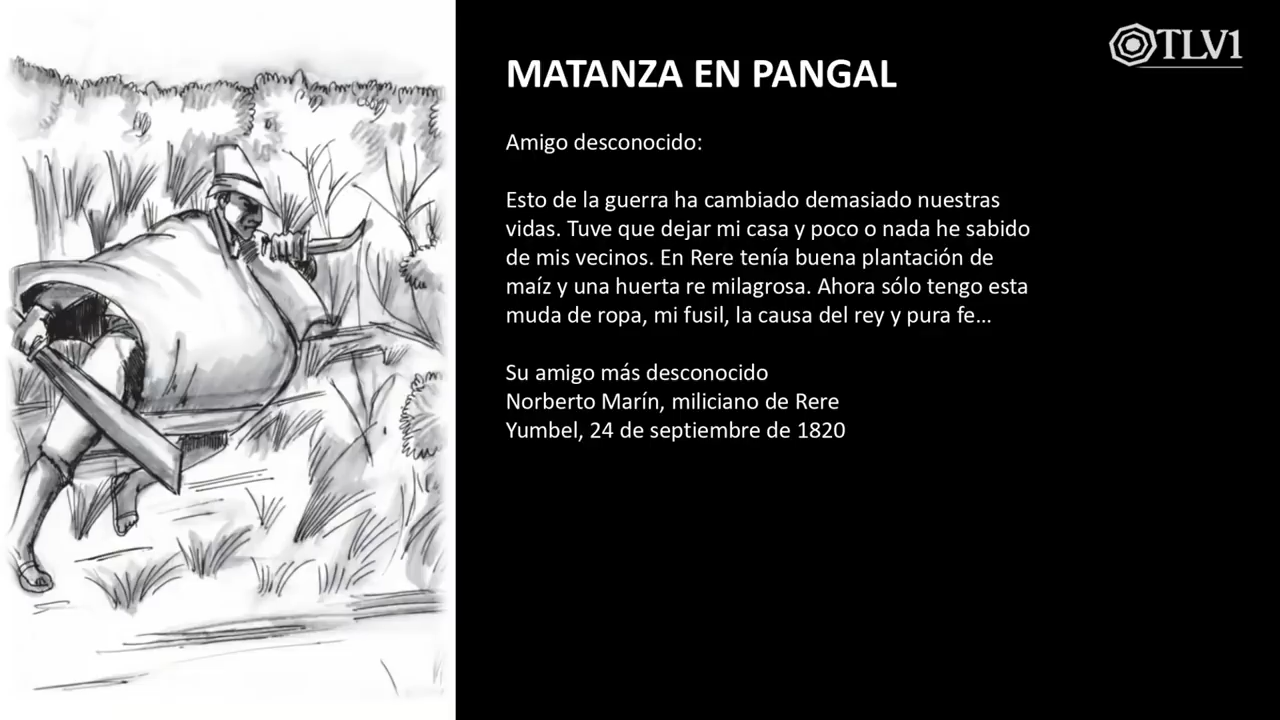 TLV1
MATANZA EN PANGAL
Amigo desconocido:
Esto de la guerra ha cambiado demasiado nuestras
vidas. Tuve que dejar mi casa y poco o nada he sabido
de mis vecinos. En Rere tenía buena plantación de
maíz y una huerta re milagrosa. Ahora sólo tengo esta
muda de ropa, mi fusil, la causa del rey y pura fe...
Su amigo más desconocido
Norberto Marín, miliciano de Rere
Yumbel, 24 de septiembre de 1820